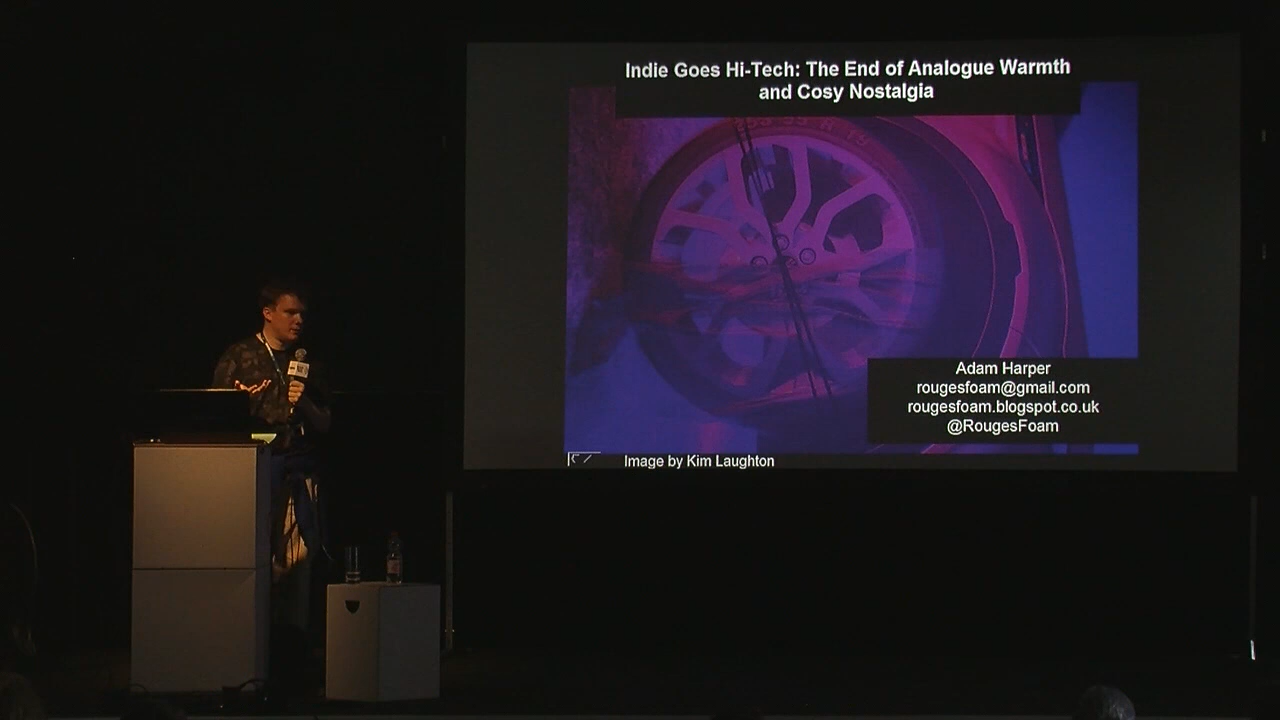 Indie Goes Hi-Tech: The End of Analogue Warmth
and Cosy Nostalgia
Adam Harper
rougesfoam@gmail.com
rougesfoam.blogspot.co.uk
@RougesFoam
Image by Kim Laughton